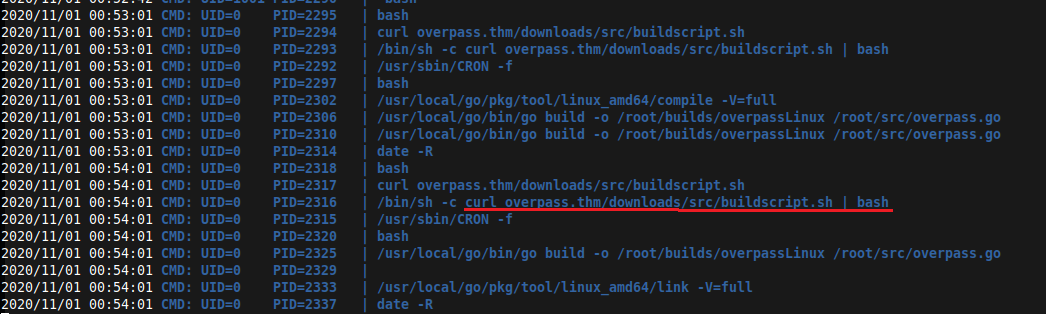 2020/11/01 00:52:42 CMD: UID=1001 PID=2296 | -bash
2020/11/01 00:53:01 CMD: UID=0 PID=2295 | bash
2020/11/01 00:53:01 CMD: UID=0 PID=2294 | curl overpass.thm/downloads/src/buildscript.sh
2020/11/01 00:53:01 CMD: UID=0 PID=2293 | /bin/sh -c curl overpass.thm/downloads/src/buildscript.sh | bash
2020/11/01 00:53:01 CMD: UID=0 PID=2292 | /usr/sbin/CRON -f
2020/11/01 00:53:01 CMD: UID=0 PID=2297 | bash
2020/11/01 00:53:01 CMD: UID=0 PID=2302 | /usr/local/go/pkg/tool/linux_amd64/compile -V=full
2020/11/01 00:53:01 CMD: UID=0 PID=2306 | /usr/local/go/bin/go build -o /root/builds/overpassLinux /root/src/overpass.go
2020/11/01 00:53:01 CMD: UID=0 PID=2310 | /usr/local/go/bin/go build -o /root/builds/overpassLinux /root/src/overpass.go
2020/11/01 00:53:01 CMD: UID=0 PID=2314 | date -R
2020/11/01 00:54:01 CMD: UID=0 PID=2318 | bash
2020/11/01 00:54:01 CMD: UID=0 PID=2317 | curl overpass.thm/downloads/src/buildscript.sh
2020/11/01 00:54:01 CMD: UID=0 PID=2316 | /bin/sh -c curl overpass.thm/downloads/src/buildscript.sh | bash
2020/11/01 00:54:01 CMD: UID=0 PID=2315 | /usr/sbin/CRON -f
2020/11/01 00:54:01 CMD: UID=0 PID=2320 | bash
2020/11/01 00:54:01 CMD: UID=0 PID=2325 | /usr/local/go/bin/go build -o /root/builds/overpassLinux /root/src/overpass.go
2020/11/01 00:54:01 CMD: UID=0 PID=2329 |
2020/11/01 00:54:01 CMD: UID=0 PID=2333 | /usr/local/go/pkg/tool/linux_amd64/link -V=full
2020/11/01 00:54:01 CMD: UID=0 PID=2337 | date -R